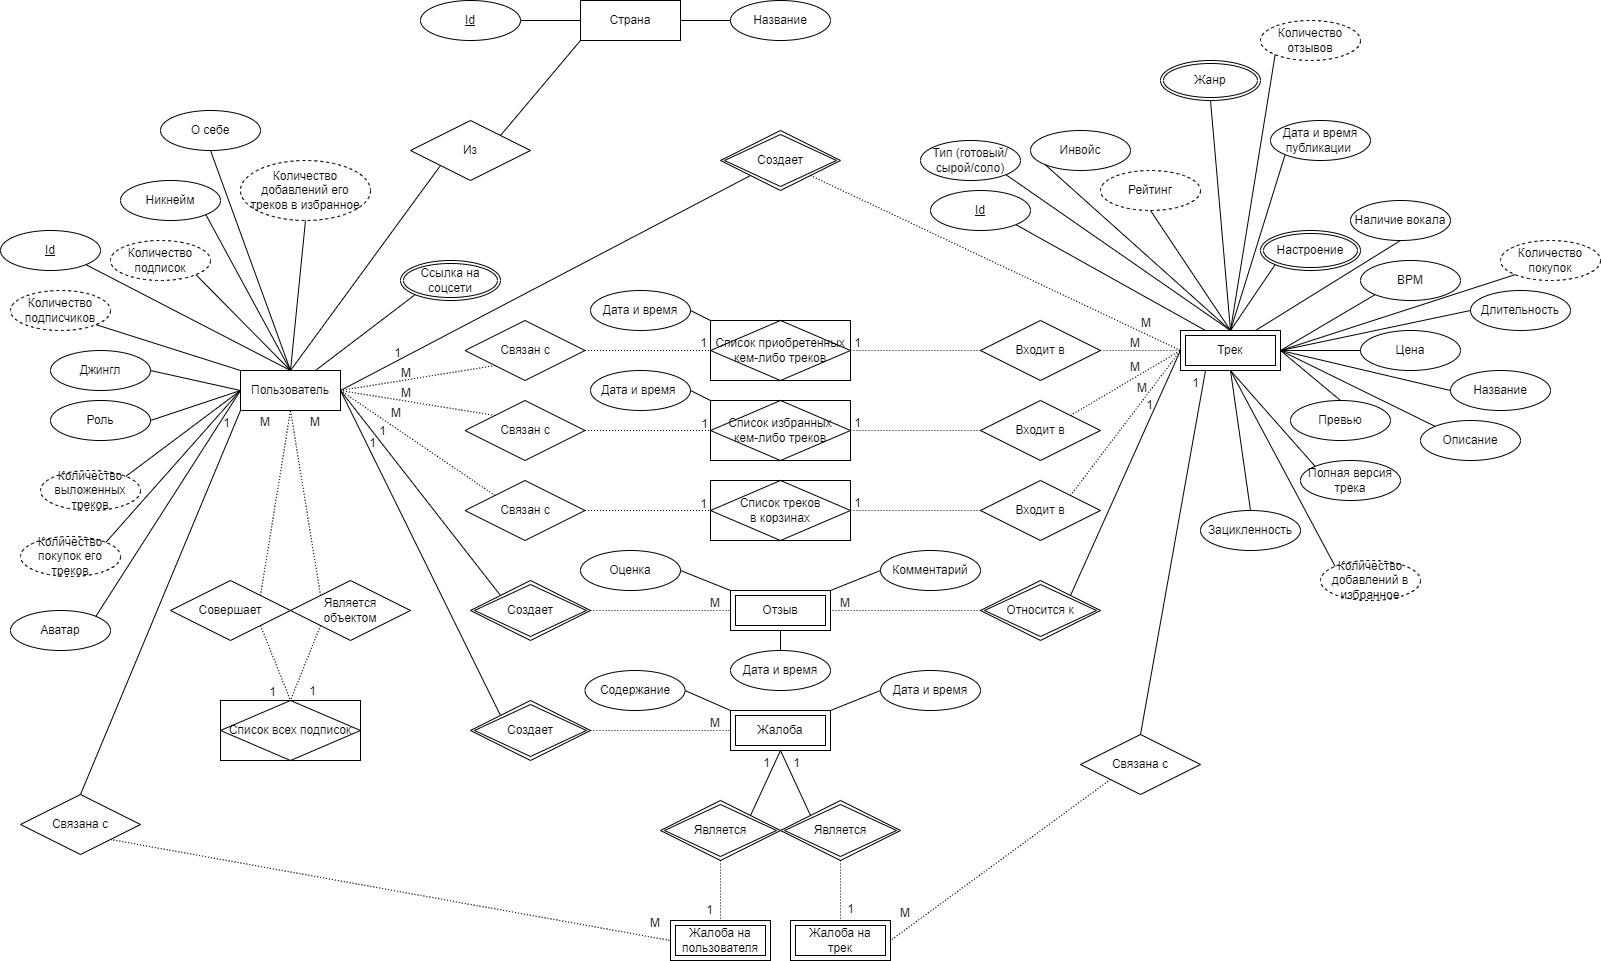 Id
Страна
Название
Количество
отзывов
Жанр
О себе
Из
Создает
Тип (готовый/
сырой/соло)
Инвойс
Дата и время
публикации
Никнейм
Количество
добавлений его
треков в избранное
Рейтинг
Id
Наличие вокала
Id
Количество
подписок
Ссылка на
соцсети
Настроение
BPM
Количество
покупок
Количество
подписчиков
Дата и время
Длительность
М
М
1
Связан с
1
Список приобретенных
кем-либо треков
1
Входит в
Трек
Цена
Джингл
Пользователь
М
М
Дата и время
М
М
1
1
Название
Роль
М
М
1
М
1
1
Связан с
1
Список избранных
кем-либо треков
1
Входит в
Превью
Описание
Количество
выложенных
треков
Связан с
1
Список треков
в корзинах
1
Входит в
Полная версия
трека
Зацикленность
Количество
покупок его
треков
Оценка
Комментарий
Количество
добавлений в
избранное
Аватар
Совершает
Является
объектом
Создает
М
Отзыв
М
Относится к
Дата и время
1
1
Содержание
Дата и время
Список всех подписок
Создает
М
Жалоба
1
1
Связана с
Связана с
Является
Является
М
1
1
М
Жалоба на
пользователя
Жалоба на
трек